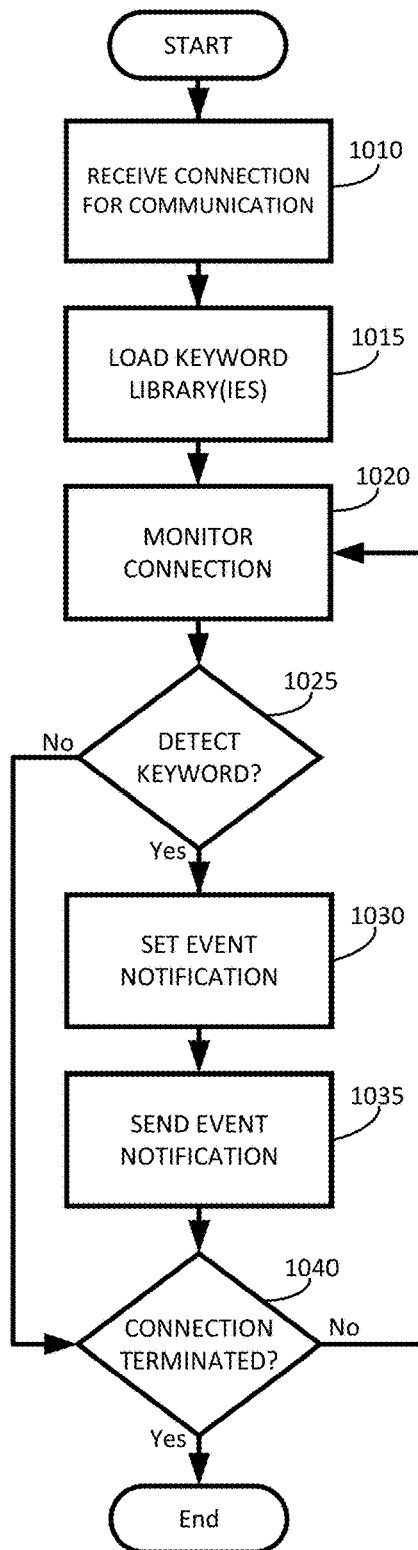 START
RECEIVE CONNECTION
FOR COMMUNICATION
1010
LOAD KEYWORD
LIBRARY(IES)
1015
MONITOR
CONNECTION
1020
DETECT
KEYWORD?
1025
No
Yes
SET EVENT
NOTIFICATION
1030
SEND EVENT
NOTIFICATION
1035
CONNECTION
TERMINATED?
1040
No
Yes
End